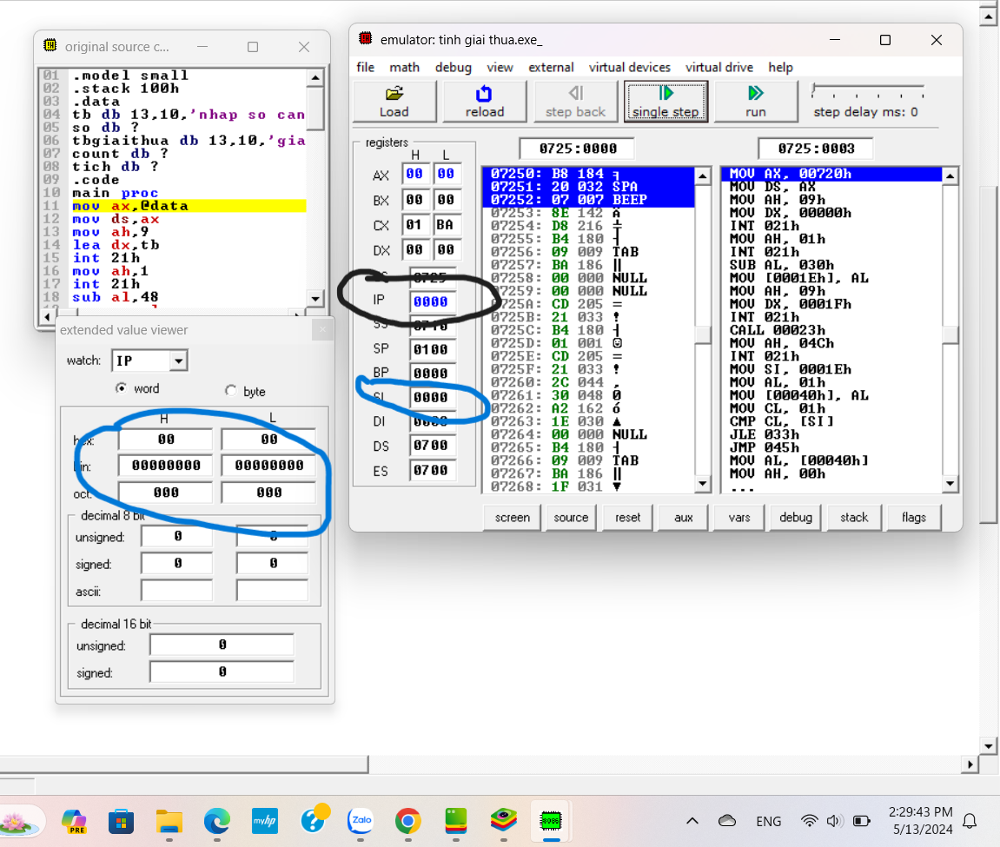 original source c...
01 .model small
02 .stack 100h
03 .data
04 tb db 13,10,'nhap so can
05 so db ?
06 tbgiaithua db 13,10,'gia
07 count db ?
08 tich db ?
09 .code
10 main proc
11 mov ax,@data
12 mov ds,ax
13 mov ah,9
14 lea dx,tb
15 int 21h
16 mov ah,1
17 int 21h
18 sub al,48
extended value viewer
watch: IP
word byte
H L
hex: 00 00
bin: 00000000 00000000
oct: 000 000
decimal 8 bit
unsigned: 0 0
signed: 0 0
ascii:
decimal 16 bit
unsigned: 0
signed: 0
emulator: tinh giai thua.exe_
file math debug view external virtual devices virtual drive help
Load reload step back single step run step delay ms: 0
registers 0725:0000 0725:0003
H L
AX 00 00
BX 00 00
CX 01 BA
DX 00 00
CS 0725
IP 0000
SS 0710
SP 0100
BP 0000
SI 0000
DI 0000
DS 0700
ES 0700
07250: B8 184 ╕
07251: 20 032 SPA
07252: 07 007 BEEP
07253: 8E 142 Ä
07254: D8 216 ╪
07255: B4 180 ┤
07256: 09 009 TAB
07257: BA 186 ║
07258: 00 000 NULL
07259: 00 000 NULL
0725A: CD 205 =
0725B: 21 033 !
0725C: B4 180 ┤
0725D: 01 001 ☺
0725E: CD 205 =
0725F: 21 033 !
07260: 2C 044 ,
07261: 30 048 0
07262: A2 162 ó
07263: 1E 030 ▲
07264: 00 000 NULL
07265: B4 180 ┤
07266: 09 009 TAB
07267: BA 186 ║
07268: 1F 031 ▼
MOV AX, 00720h
MOV DS, AX
MOV AH, 09h
MOV DX, 00000h
INT 021h
MOV AH, 01h
INT 021h
SUB AL, 030h
MOV [0001Eh], AL
MOV AH, 09h
MOV DX, 0001Fh
INT 021h
CALL 00023h
MOV AH, 04Ch
INT 021h
MOV SI, 0001Eh
MOV AL, 01h
MOV [00040h], AL
MOV CL, 01h
CMP CL, [SI]
JLE 033h
JMP 045h
MOV AL, [00040h]
MOV AH, 00h
...
screen source reset aux vars debug stack flags
PRE
myhp
Zalo
8086
ENG
2:29:43 PM
5/13/2024